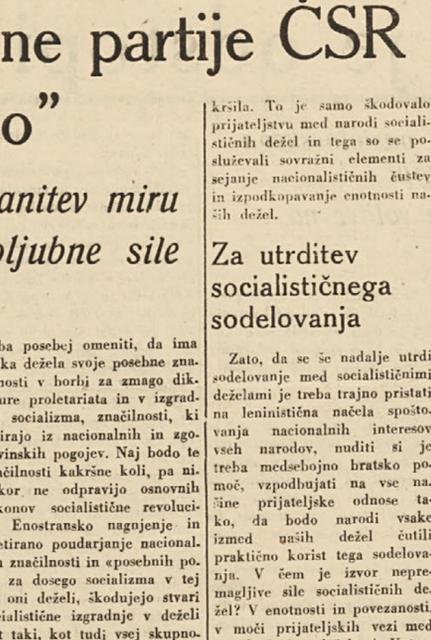 ne partije ČSR
o”
anitev miru
oljubne sile
ba posebej omeniti, da ima
ka dežela svoje posebne zna-
nosti v borbi za zmago dik-
ure proletariata in v izgrad-
socializma, značilnosti, ki
irajo iz nacionalnih in zgo-
vinskih pogojev. Naj bodo te
čilnosti kakršne koli, pa ni-
kor ne odpravijo osnovnih
konov socialistične revoluci-
Enostransko nagnjenje in
etirano poudarjanje nacional-
značilnosti in «posebnih po-
za dosego socializma v tej
oni deželi, škodujejo stvari
ialistične izgradnje v deželi
taki, kot tudi vsej skupno-
kršila. To je samo škodovalo
prijateljstvu med narodi sociali-
stičnih dežel in tega so se po-
služevali sovražni elementi za
sejanje nacionalističnih čustev
in izpodkopavanje enotnosti na-
ših dežel.
Za utrditev
socialističnega
sodelovanja
Zato, da se še nadalje utrdi
sodelovanje med socialističnimi
deželami je treba trajno pristati
na leninistična načela spošto-
vanja nacionalnih interesov
vseh narodov, nuditi si je
treba medsebojno bratsko po-
moč, vzpodbujati na vse na-
čine prijateljske odnose ta-
ko, da bodo narodi vsake
izmed naših dežel čutili
praktično korist tega sodelova-
nja. V čem je izvor nepre-
magljive sile socialističnih de-
žel? V enotnosti in povezanosti,
v moči prijateljskih vezi med